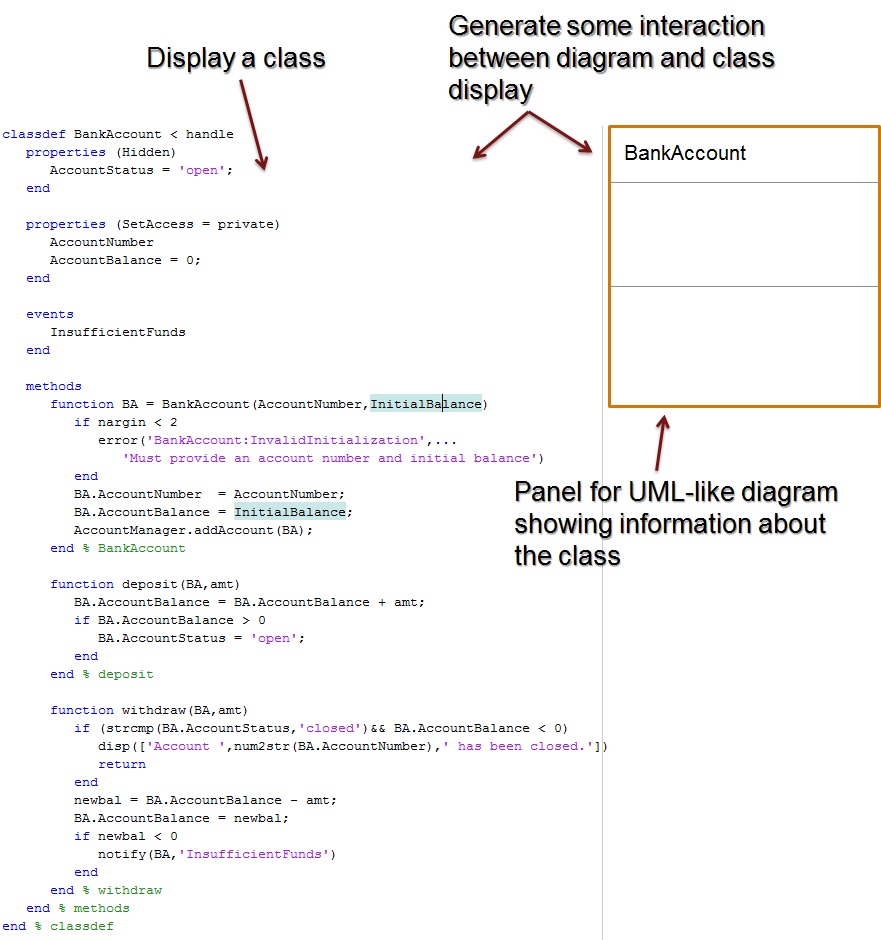 Display a class
Generate some interaction
between diagram and class
display
classdef BankAccount < handle
properties (Hidden)
AccountStatus = 'open';
end
properties (SetAccess = private)
AccountNumber
AccountBalance = 0;
end
events
InsufficientFunds
end
methods
function BA = BankAccount(AccountNumber,InitialBalance)
if nargin < 2
error('BankAccount:InvalidInitialization',...
'Must provide an account number and initial balance')
end
BA.AccountNumber  = AccountNumber;
BA.AccountBalance = InitialBalance;
AccountManager.addAccount(BA);
end % BankAccount
function deposit(BA,amt)
BA.AccountBalance = BA.AccountBalance + amt;
if BA.AccountBalance > 0
BA.AccountStatus = 'open';
end
end % deposit
function withdraw(BA,amt)
if (strcmp(BA.AccountStatus,'closed')&& BA.AccountBalance < 0)
disp(['Account ',num2str(BA.AccountNumber),' has been closed.'])
return
end
newbal = BA.AccountBalance - amt;
BA.AccountBalance = newbal;
if newbal < 0
notify(BA,'InsufficientFunds')
end
end % withdraw
end % methods
end % classdef
BankAccount
Panel for UML-like diagram
showing information about
the class